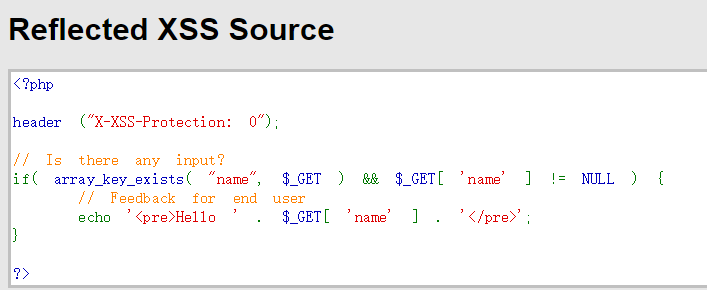 Reflected XSS Source
<?php
header ("X-XSS-Protection: 0");
// Is there any input?
if( array_key_exists( "name", $_GET ) && $_GET[ 'name' ] != NULL ) {
// Feedback for end user
echo '<pre>Hello ' . $_GET[ 'name' ] . '</pre>';
}
?>